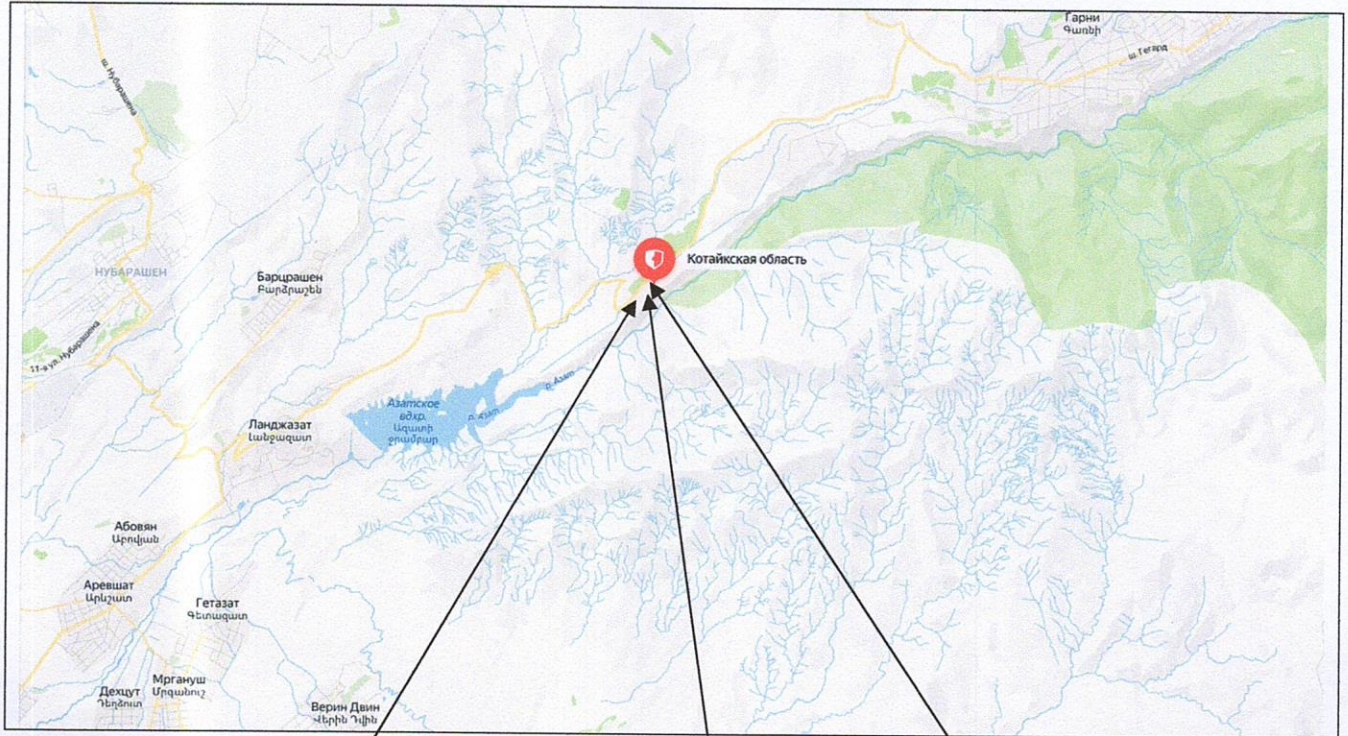 Гарни
Գառնի
ш. Гегард
ш. Нубарашена
Котайкская область
НУБАРАШЕН
Барцрашен
Բարձրաշեն
11-я ул. Нубарашена
Азатское
вдхр.
Ազատի
ջրամբար
р. Азат
р. Азат
Ланджазат
Լանջազատ
Абовян
Աբովյան
Аревшат
Արևշատ
Гетазат
Գետազատ
Мргануш
Մրգանուշ
Дехцут
Դեղձուտ
Верин Двин
Վերին Դվին